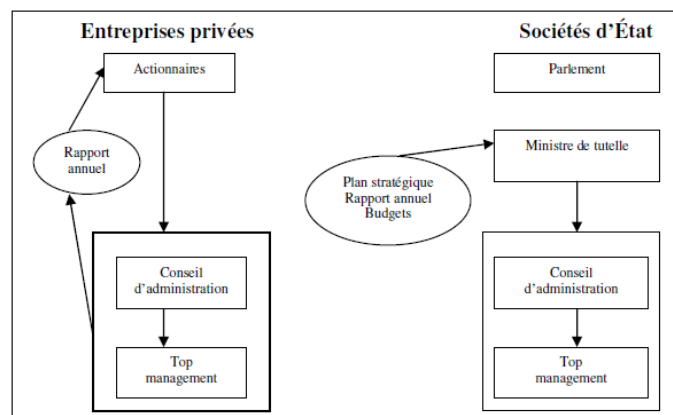 Entreprises privées
Actionnaires
Rapport
annuel
Conseil
d'administration
Top
management
Sociétés d'État
Parlement
Ministre de tutelle
Plan stratégique
Rapport annuel
Budgets
Conseil
d'administration
Top
management